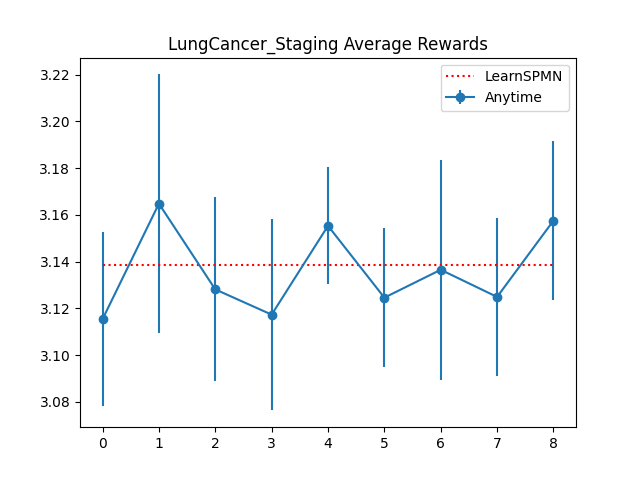 LungCancer_Staging Average Rewards
LearnSPMN
Anytime
3.22
3.20
3.18
3.16
3.14
3.12
3.10
3.08
0 1 2 3 4 5 6 7 8